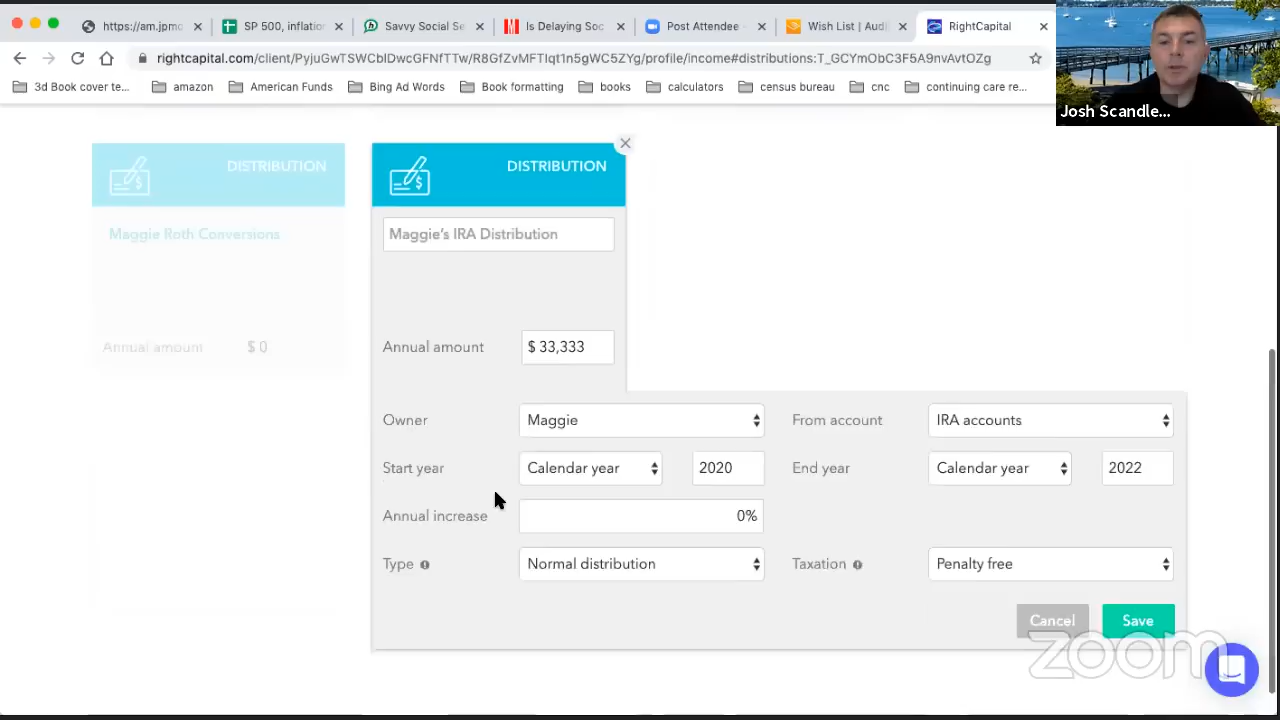 https://am.jpmo
SP 500, inflation
Savvy Social Se
Is Delaying Soc
Post Attendee -
Wish List | Audi
RightCapital
rightcapital.com/client/PyjuGwTSWCbIDwcGFNfTTw/R8GfZvMFTIqf1n5gWC5ZYg/profile/income#distributions:T_GCYmObC3F5A9nvAvtOZg
3d Book cover te...
amazon
American Funds
Bing Ad Words
Book formatting
books
calculators
census bureau
cnc
continuing care re...
Josh Scandle...
DISTRIBUTION
DISTRIBUTION
Maggie Roth Conversions
Maggie's IRA Distribution
Annual amount $ 0
Annual amount $ 33,333
Owner Maggie From account IRA accounts
Start year Calendar year 2020 End year Calendar year 2022
Annual increase 0%
Type Normal distribution Taxation Penalty free
Cancel Save
zoom